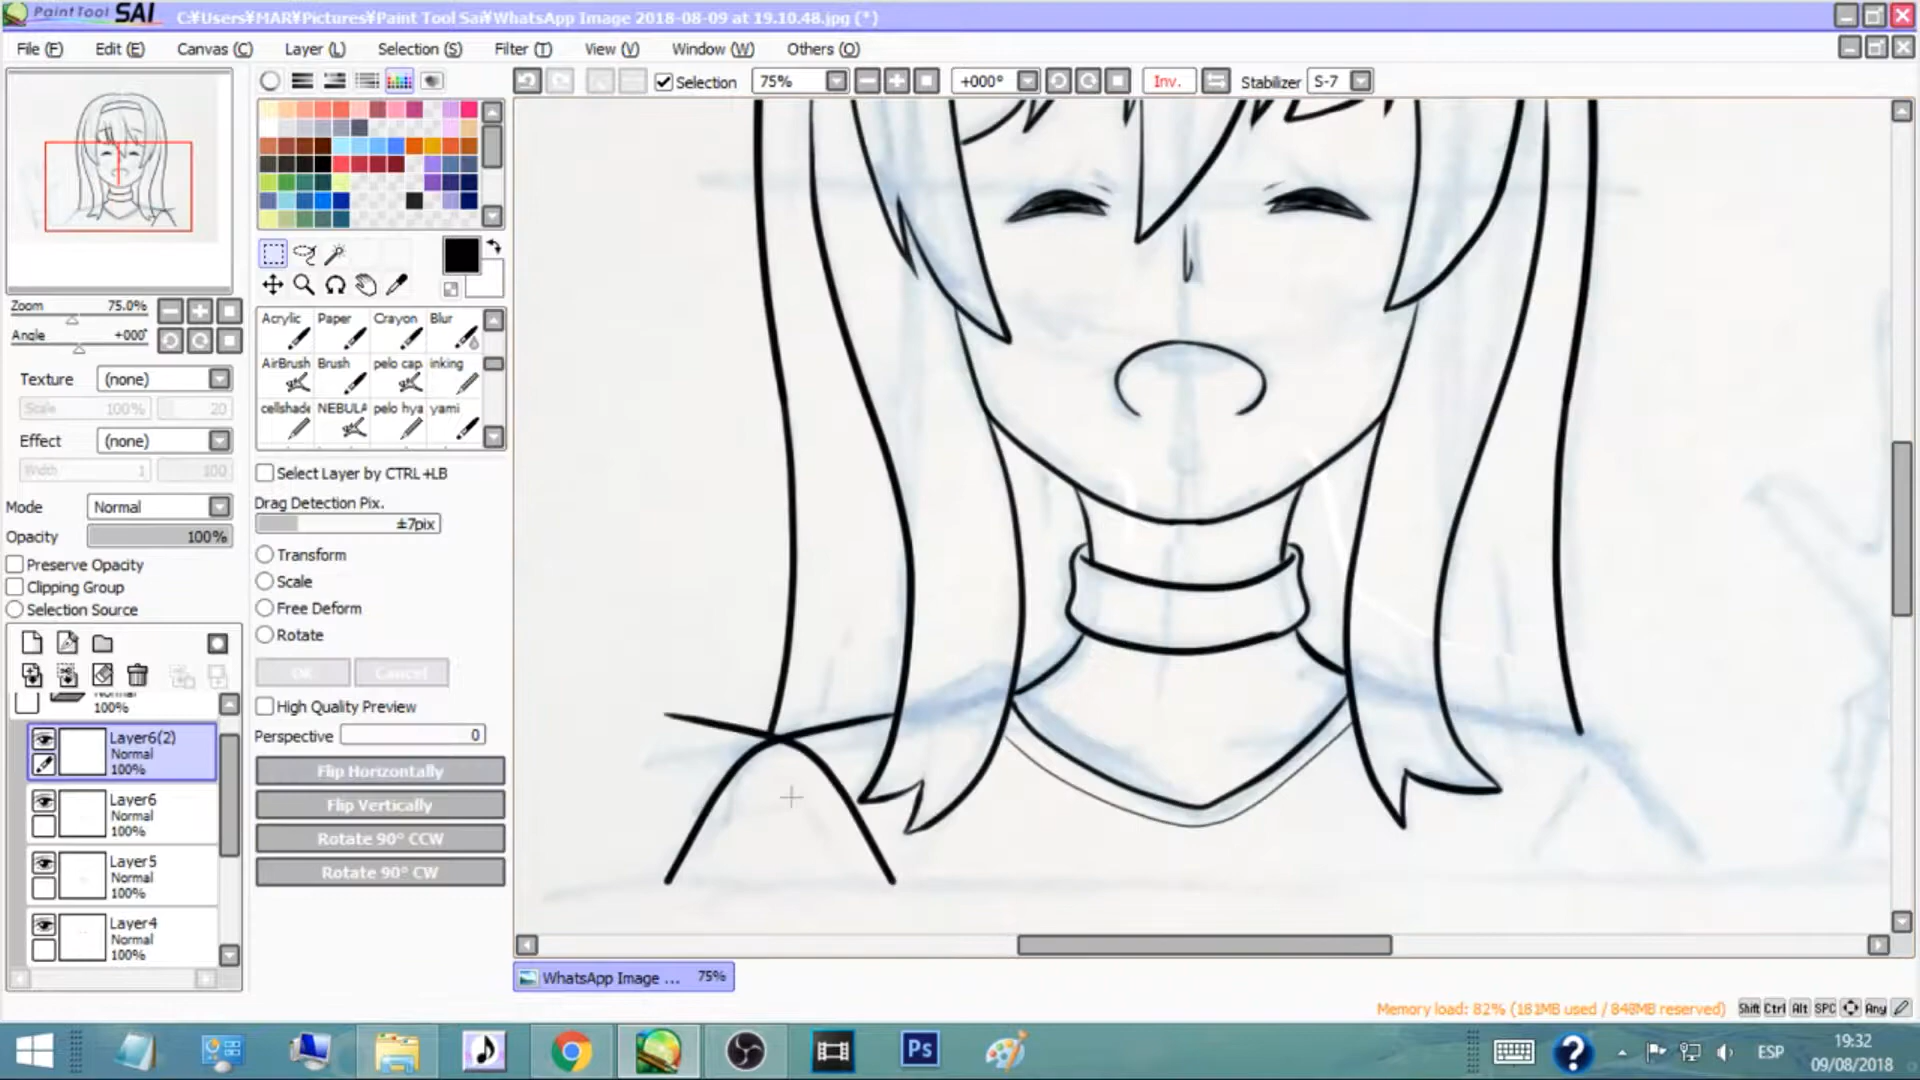 PaintTool SAI C:¥Users¥MAR¥Pictures¥Paint Tool Sai¥WhatsApp Image 2018-08-09 at 19.10.48.jpg (*)
File (F) Edit (E) Canvas (C) Layer (L) Selection (S) Filter (T) View (V) Window (W) Others (O)
Selection 75% +000° Inv. Stabilizer S-7
Zoom 75.0%
Angle +000°
Texture (none)
Scale 100% 20
Effect (none)
Width 1 100
Mode Normal
Opacity 100%
Preserve Opacity
Clipping Group
Selection Source
Normal
100%
Layer6(2)
Normal
100%
Layer6
Normal
100%
Layer5
Normal
100%
Layer4
Normal
100%
Acrylic Paper Crayon Blur
AirBrush Brush pelo cap inking
cellshade NEBULA pelo hya yami
Select Layer by CTRL+LB
Drag Detection Pix.
±7pix
Transform
Scale
Free Deform
Rotate
OK Cancel
High Quality Preview
Perspective 0
Flip Horizontally
Flip Vertically
Rotate 90° CCW
Rotate 90° CW
WhatsApp Image ... 75%
Memory load: 82% (181MB used / 848MB reserved) Shift Ctrl Alt SPC Any
Ps ? ESP 19:32
09/08/2018